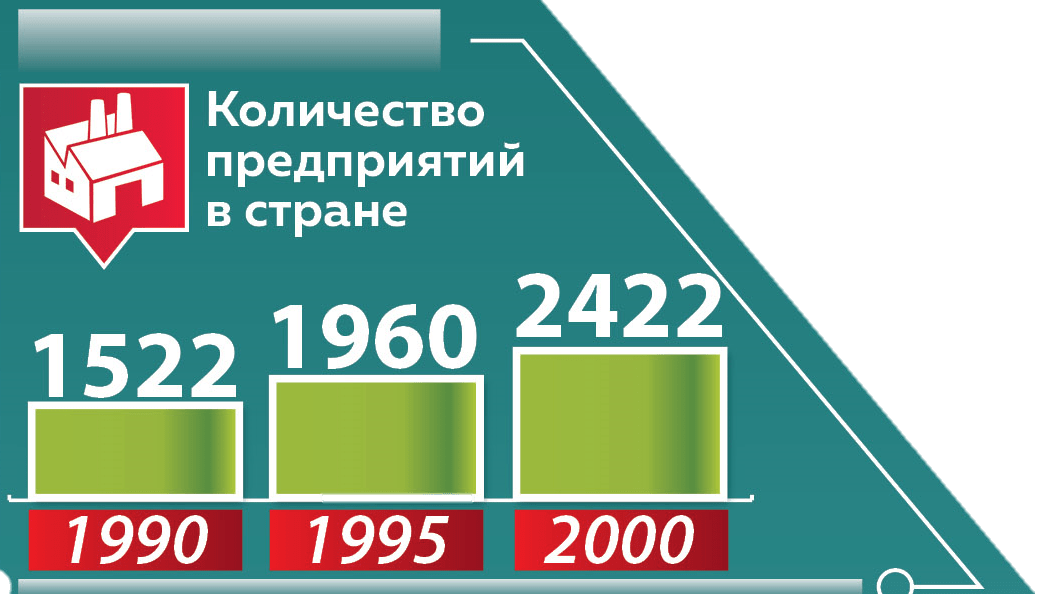 Количество
предприятий
в стране
1522 1960 2422
1990 1995 2000